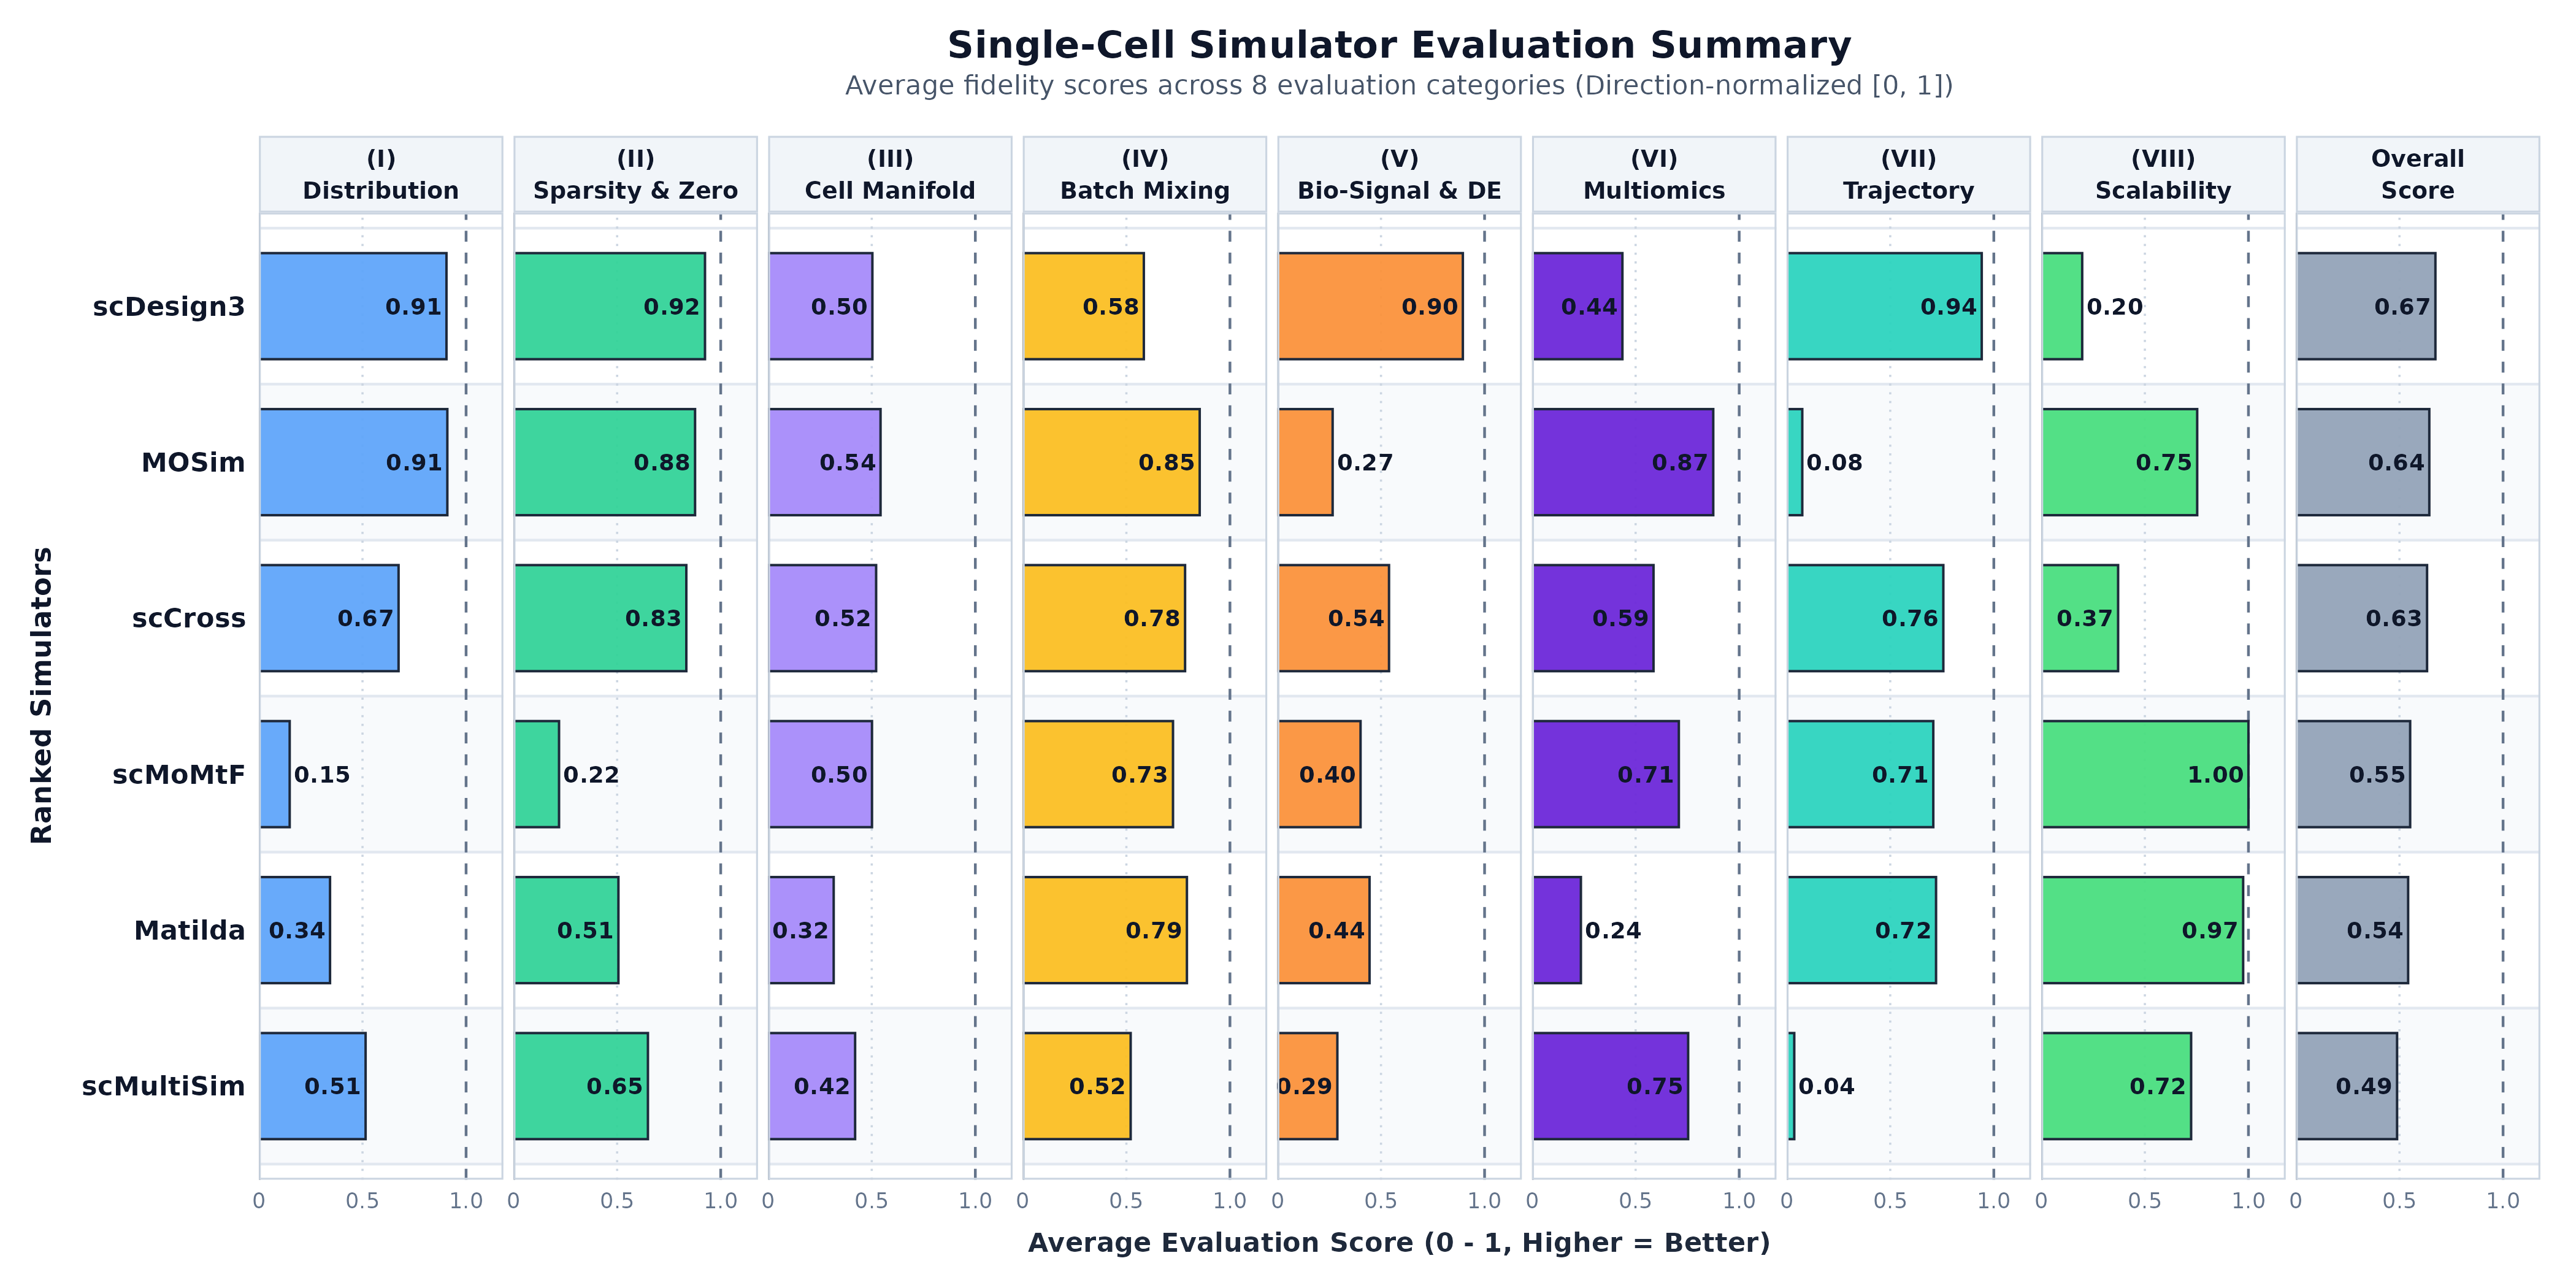 Single-Cell Simulator Evaluation Summary
Average fidelity scores across 8 evaluation categories (Direction-normalized [0, 1])
(I) (II) (III) (IV) (V) (VI) (VII) (VIII) Overall
Distribution Sparsity & Zero Cell Manifold Batch Mixing Bio-Signal & DE Multiomics Trajectory Scalability Score
Ranked Simulators
scDesign3 0.91 0.92 0.50 0.58 0.90 0.44 0.94 0.20 0.67
MOSim 0.91 0.88 0.54 0.85 0.27 0.87 0.08 0.75 0.64
scCross 0.67 0.83 0.52 0.78 0.54 0.59 0.76 0.37 0.63
scMoMtF 0.15 0.22 0.50 0.73 0.40 0.71 0.71 1.00 0.55
Matilda 0.34 0.51 0.32 0.79 0.44 0.24 0.72 0.97 0.54
scMultiSim 0.51 0.65 0.42 0.52 0.29 0.75 0.04 0.72 0.49
0 0.5 1.0 0 0.5 1.0 0 0.5 1.0 0 0.5 1.0 0 0.5 1.0 0 0.5 1.0 0 0.5 1.0 0 0.5 1.0 0 0.5 1.0
Average Evaluation Score (0 - 1, Higher = Better)